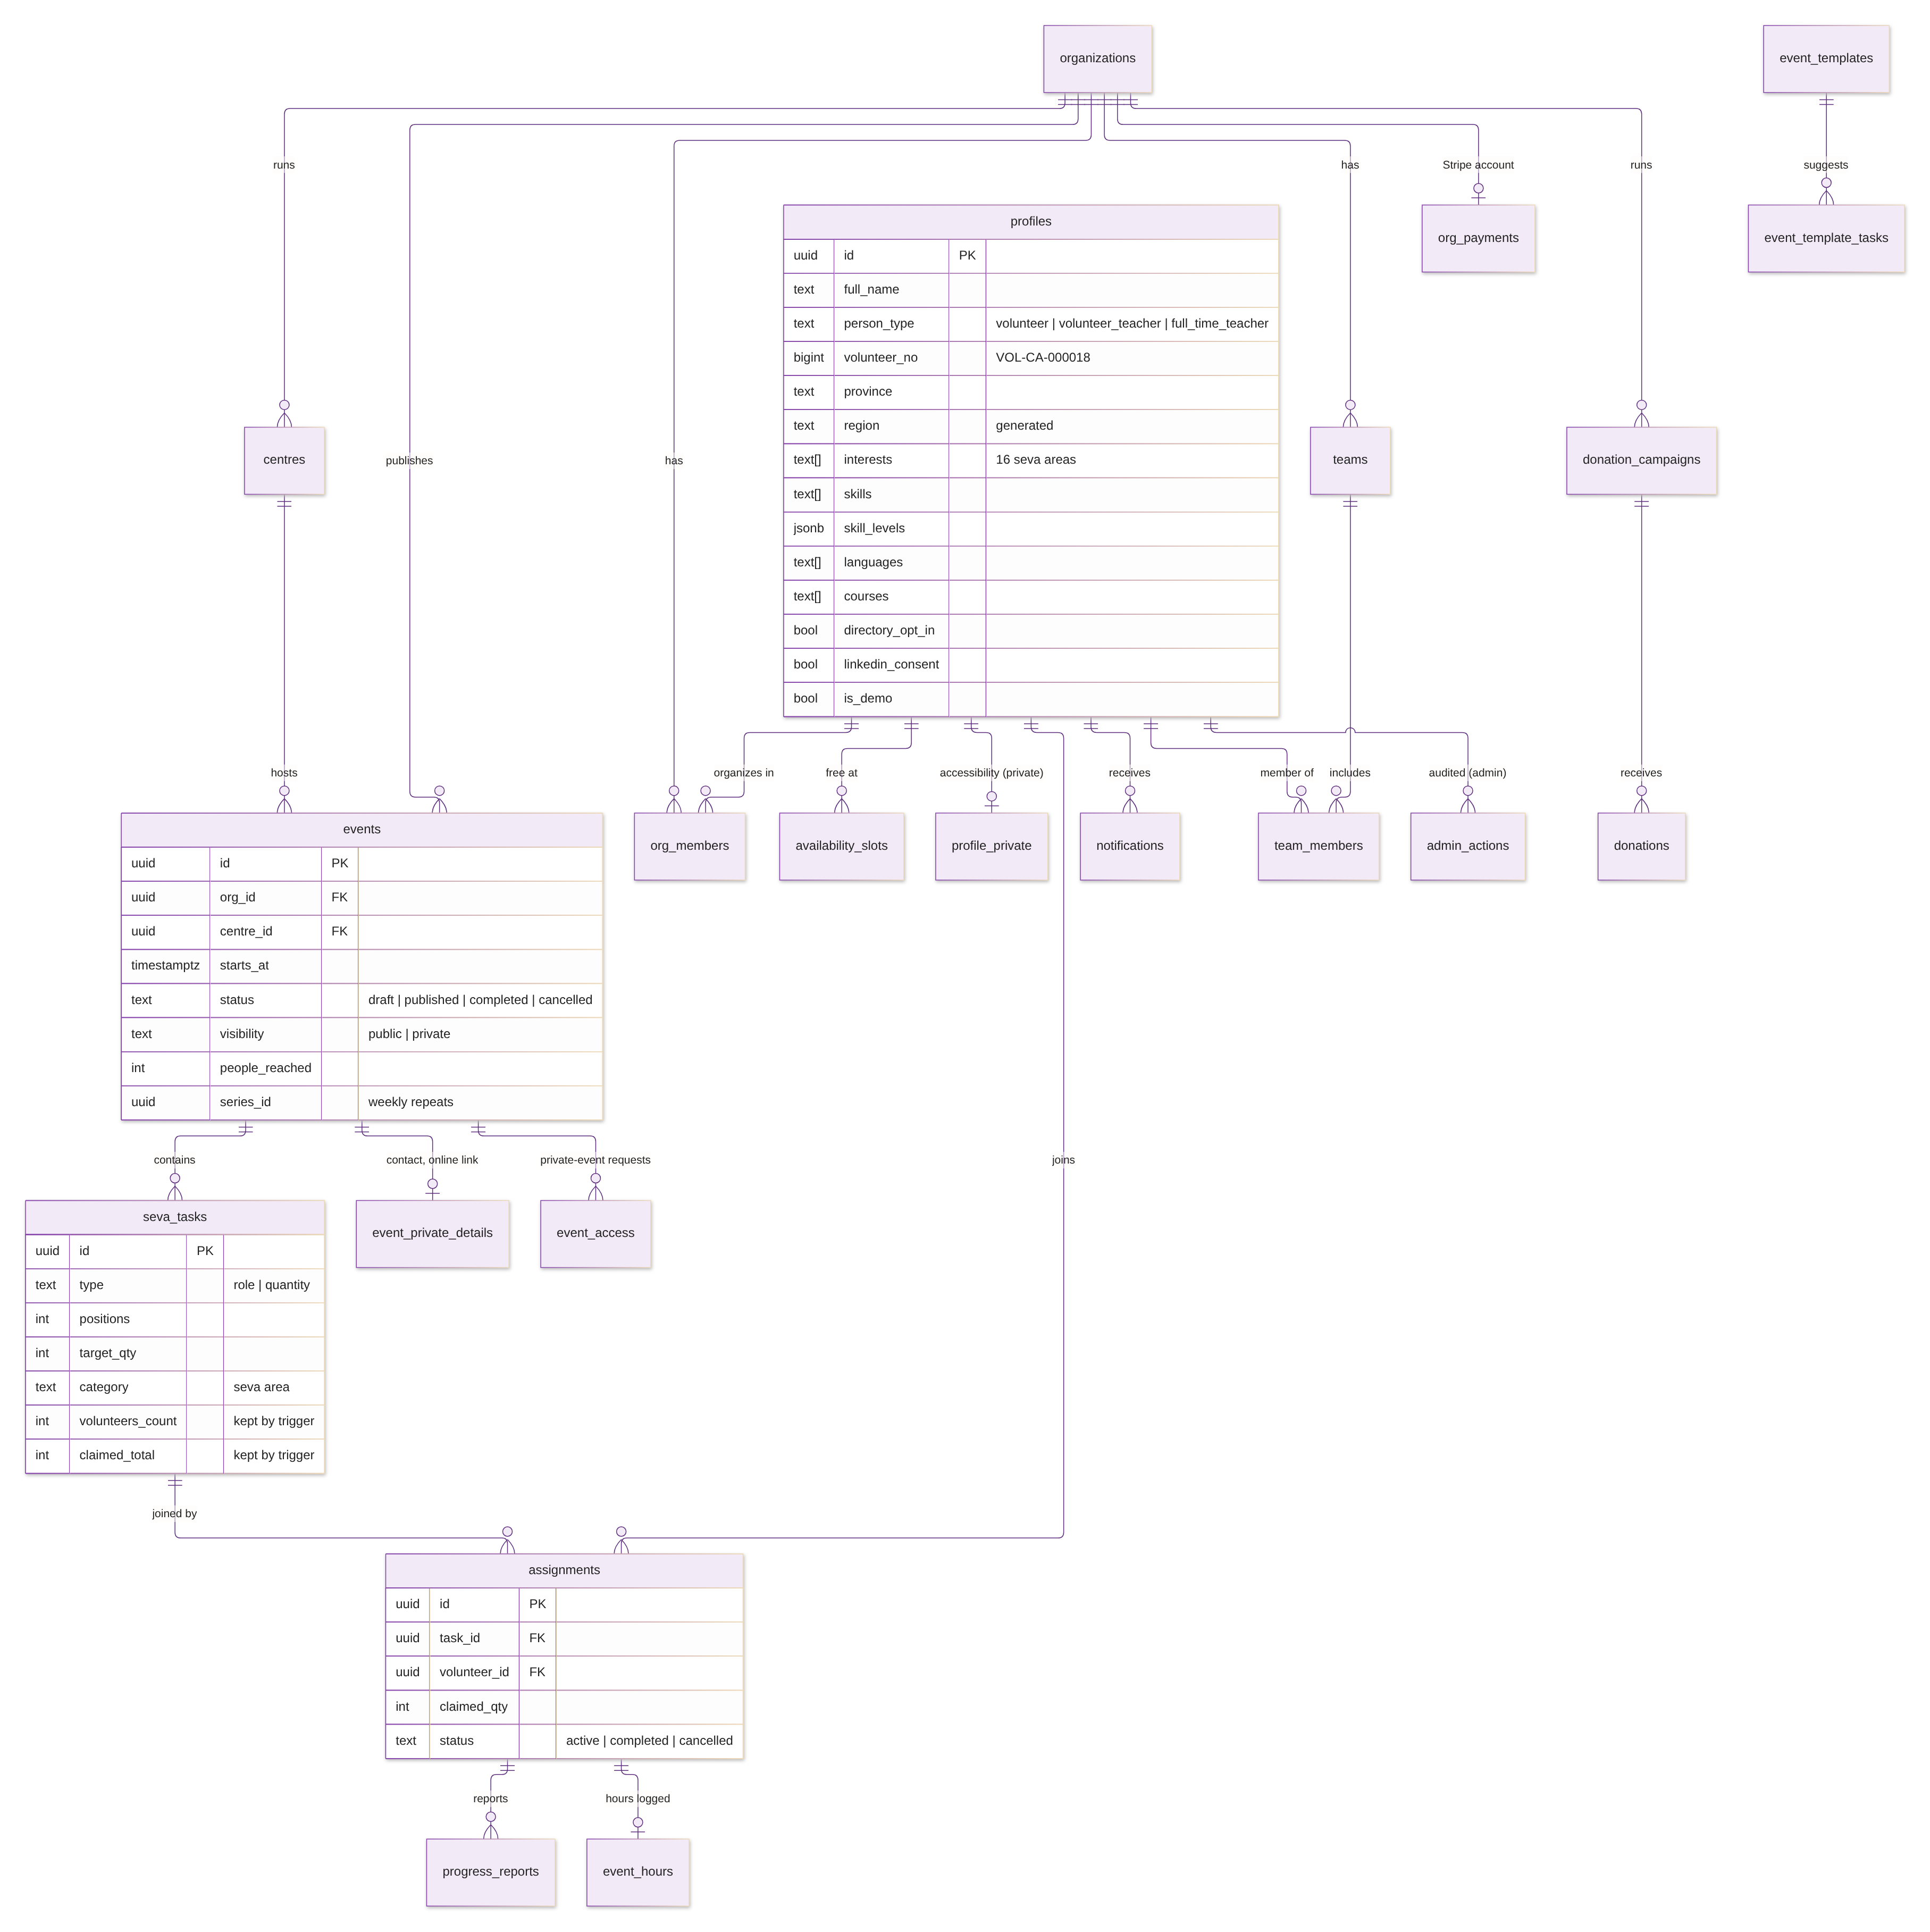 organizations
event_templates
runs
has
Stripe account
runs
suggests
org_payments
event_template_tasks
profiles
uuid id PK
text full_name
text person_type volunteer | volunteer_teacher | full_time_teacher
bigint volunteer_no VOL-CA-000018
text province
text region generated
text[] interests 16 seva areas
text[] skills
jsonb skill_levels
text[] languages
text[] courses
bool directory_opt_in
bool linkedin_consent
bool is_demo
centres
publishes
has
teams
donation_campaigns
hosts
organizes in
free at
accessibility (private)
receives
member of
includes
audited (admin)
receives
events
uuid id PK
uuid org_id FK
uuid centre_id FK
timestamptz starts_at
text status draft | published | completed | cancelled
text visibility public | private
int people_reached
uuid series_id weekly repeats
org_members
availability_slots
profile_private
notifications
team_members
admin_actions
donations
contains
contact, online link
private-event requests
joins
seva_tasks
uuid id PK
text type role | quantity
int positions
int target_qty
text category seva area
int volunteers_count kept by trigger
int claimed_total kept by trigger
event_private_details
event_access
joined by
assignments
uuid id PK
uuid task_id FK
uuid volunteer_id FK
int claimed_qty
text status active | completed | cancelled
reports
hours logged
progress_reports
event_hours